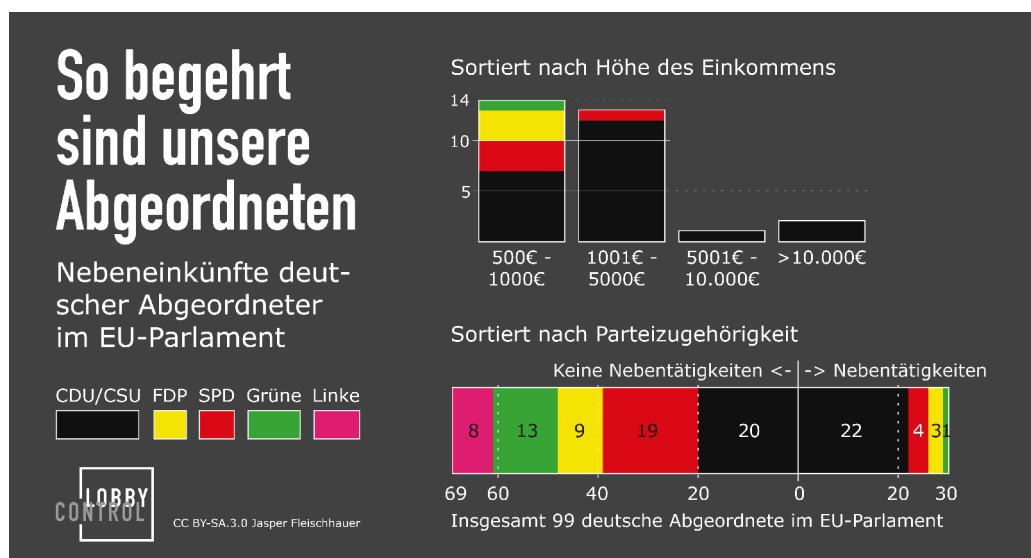 So begehrt
sind unsere
Abgeordneten
Nebeneinkünfte deut-
scher Abgeordneter
im EU-Parlament
CDU/CSU FDP SPD Grüne Linke
LOBBY
CONTROL
CC BY-SA.3.0 Jasper Fleischhauer
Sortiert nach Höhe des Einkommens
14
10
5
500€ -
1000€
1001€ -
5000€
5001€ -
10.000€
>10.000€
Sortiert nach Parteizugehörigkeit
Keine Nebentätigkeiten <-|-> Nebentätigkeiten
8 13 9 19 20 22 4 3 1
69 60 40 20 0 20 30
Insgesamt 99 deutsche Abgeordnete im EU-Parlament